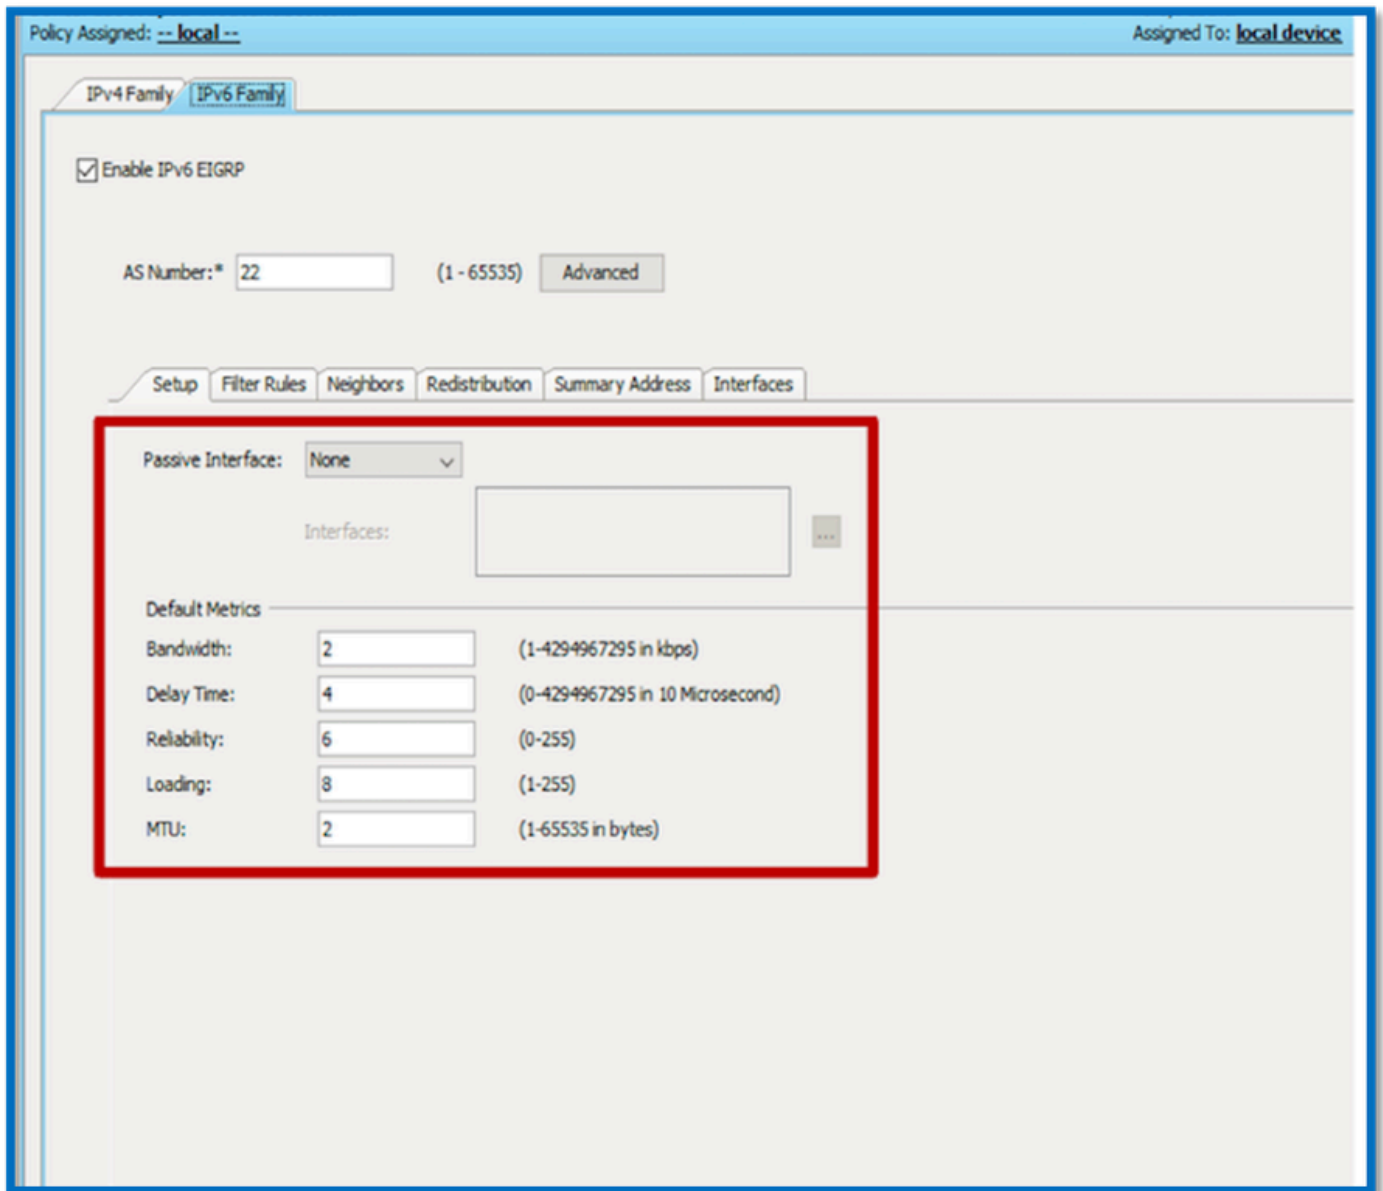 Policy Assigned: -- local -- Assigned To: local device
IPv4 Family IPv6 Family
Enable IPv6 EIGRP
AS Number:* 22 (1 - 65535) Advanced
Setup Filter Rules Neighbors Redistribution Summary Address Interfaces
Passive Interface: None
Interfaces: ...
Default Metrics
Bandwidth: 2 (1-4294967295 in kbps)
Delay Time: 4 (0-4294967295 in 10 Microsecond)
Reliability: 6 (0-255)
Loading: 8 (1-255)
MTU: 2 (1-65535 in bytes)